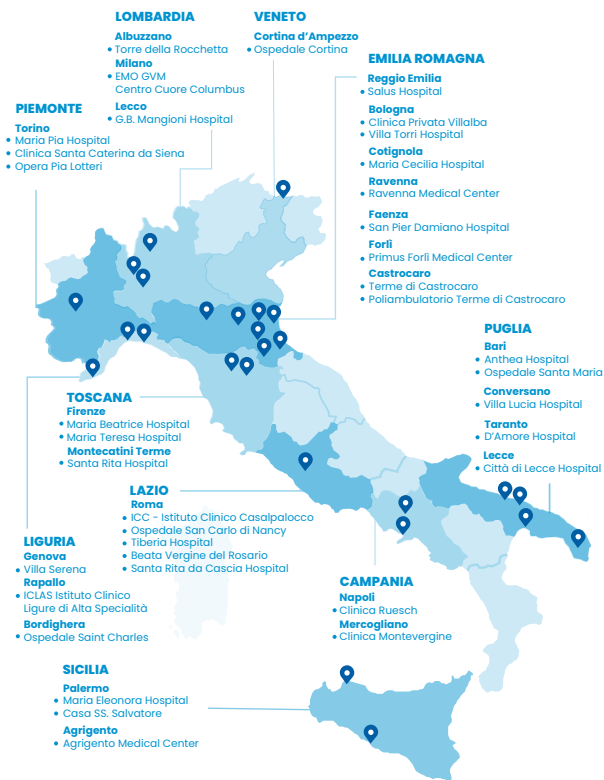 LOMBARDIA
Albuzzano
• Torre della Rocchetta
Milano
• EMO GVM
Centro Cuore Columbus
Lecco
• G.B. Mangioni Hospital
VENETO
Cortina d’Ampezzo
• Ospedale Cortina
EMILIA ROMAGNA
Reggio Emilia
• Salus Hospital
Bologna
• Clinica Privata Villalba
• Villa Torri Hospital
Cotignola
• Maria Cecilia Hospital
Ravenna
• Ravenna Medical Center
Faenza
• San Pier Damiano Hospital
Forlì
• Primus Forlì Medical Center
Castrocaro
• Terme di Castrocaro
• Poliambulatorio Terme di Castrocaro
PIEMONTE
Torino
• Maria Pia Hospital
• Clinica Santa Caterina da Siena
• Opera Pia Lotteri
PUGLIA
Bari
• Anthea Hospital
• Ospedale Santa Maria
Conversano
• Villa Lucia Hospital
Taranto
• D’Amore Hospital
Lecce
• Città di Lecce Hospital
TOSCANA
Firenze
• Maria Beatrice Hospital
• Maria Teresa Hospital
Montecatini Terme
• Santa Rita Hospital
LAZIO
Roma
• ICC - Istituto Clinico Casalpalocco
• Ospedale San Carlo di Nancy
• Tiberia Hospital
• Beata Vergine del Rosario
• Santa Rita da Cascia Hospital
LIGURIA
Genova
• Villa Serena
Rapallo
• ICLAS Istituto Clinico
Ligure di Alta Specialità
Bordighera
• Ospedale Saint Charles
CAMPANIA
Napoli
• Clinica Ruesch
Mercogliano
• Clinica Montevergine
SICILIA
Palermo
• Maria Eleonora Hospital
• Casa SS. Salvatore
Agrigento
• Agrigento Medical Center